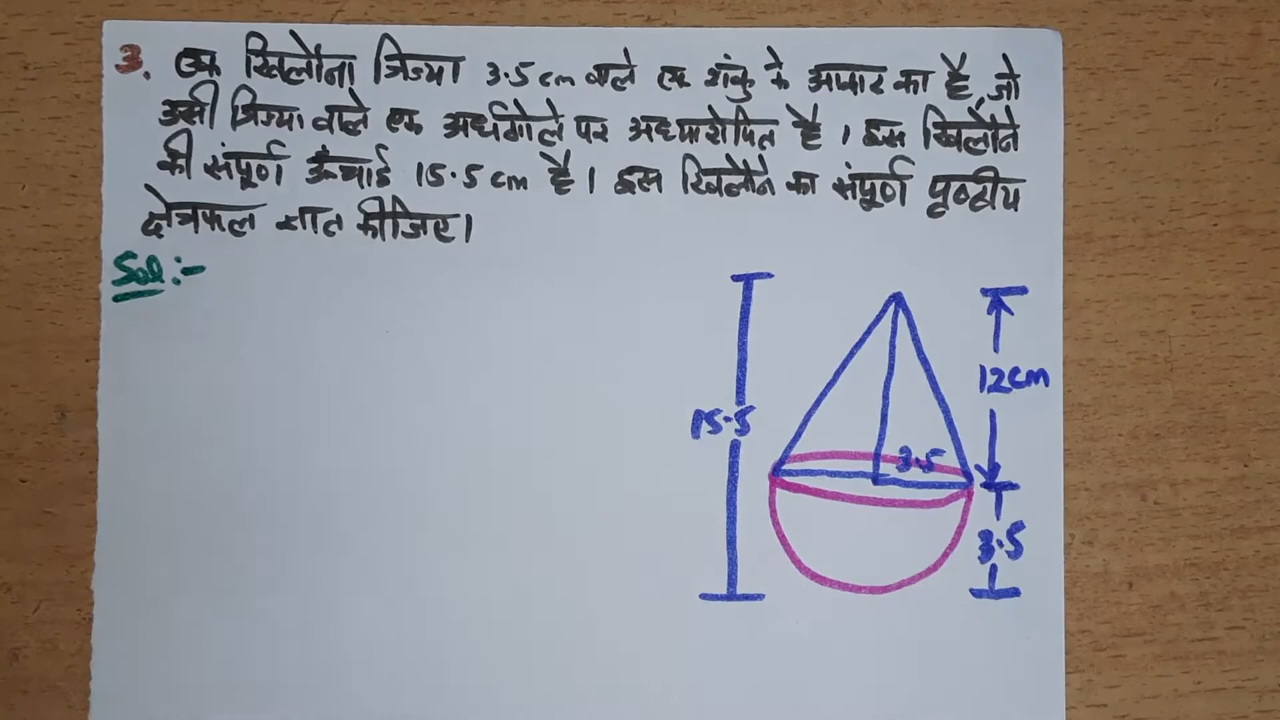 3. एक खिलौना त्रिज्या 3.5 cm वाले एक शंकु के आकार का है, जो
उसी त्रिज्या वाले एक अर्धगोले पर अध्यारोपित है। इस खिलौने
की संपूर्ण ऊँचाई 15.5 cm है। इस खिलौने का संपूर्ण पृष्ठीय
क्षेत्रफल ज्ञात कीजिए।
Sol:-
12cm
15.5
3.5
3.5